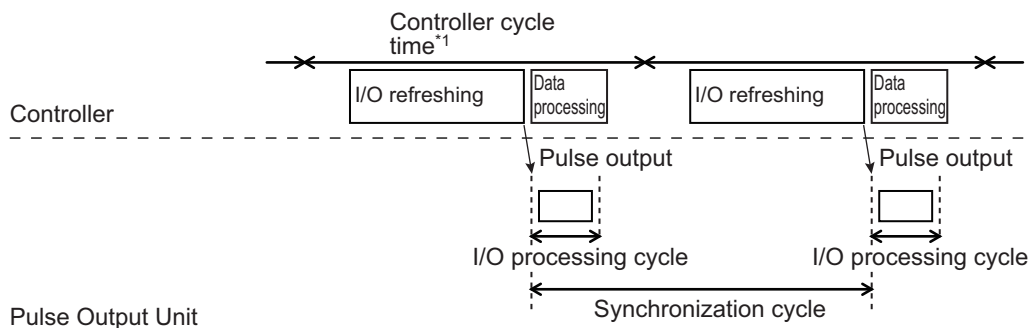 Controller cycle
time*1
I/O refreshing
Data
processing
I/O refreshing
Data
processing
Controller
Pulse output
Pulse output
I/O processing cycle
I/O processing cycle
Synchronization cycle
Pulse Output Unit